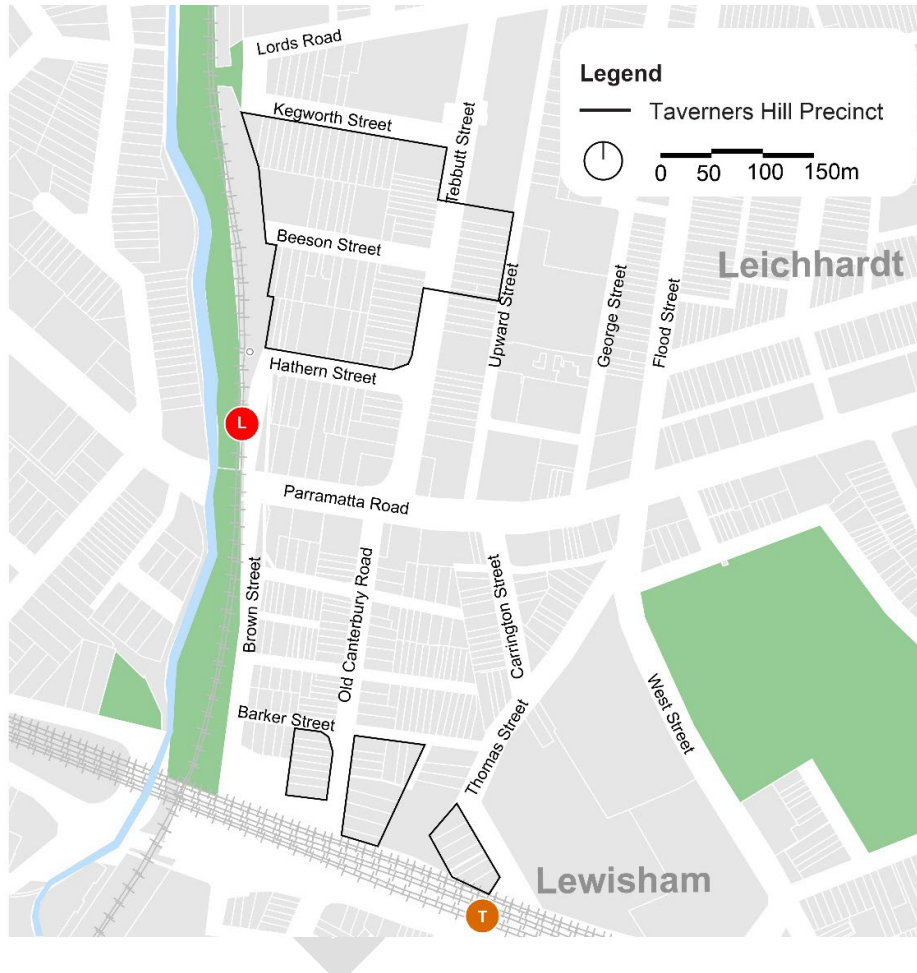 Lords Road
Legend
Taverners Hill Precinct
0 50 100 150m
Kegworth Street
Tebbutt Street
Beeson Street
Leichhardt
Upward Street
George Street
Flood Street
Hathern Street
L
Parramatta Road
Brown Street
Old Canterbury Road
Carrington Street
West Street
Barker Street
Thomas Street
Lewisham
T